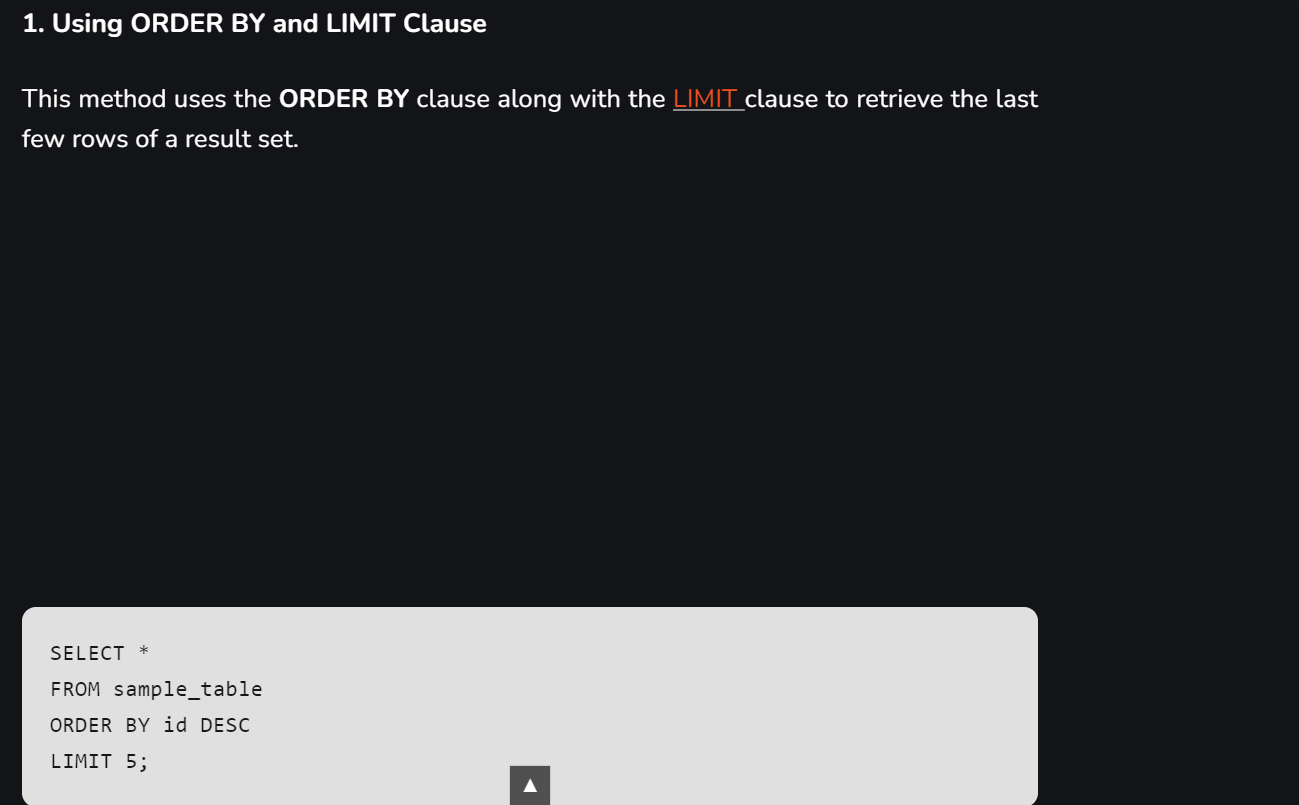 1. Using ORDER BY and LIMIT Clause
This method uses the ORDER BY clause along with the LIMIT clause to retrieve the last
few rows of a result set.
SELECT *
FROM sample_table
ORDER BY id DESC
LIMIT 5;